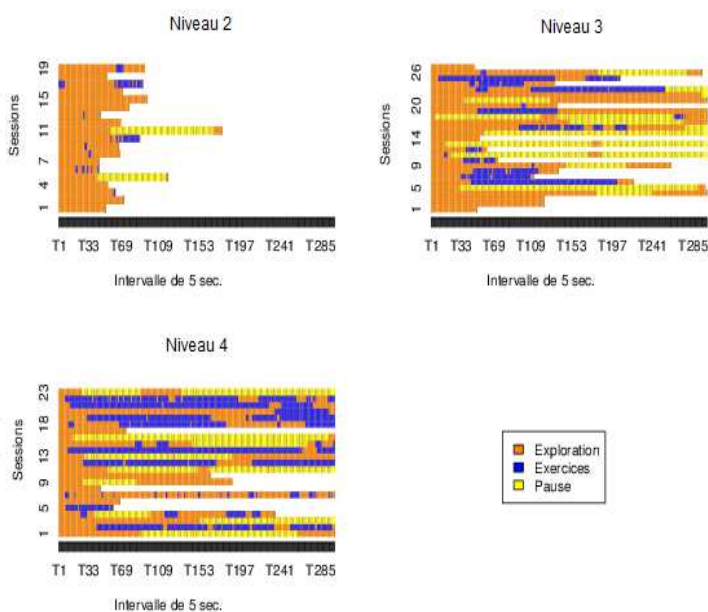 Niveau 2
Sessions
1 4 7 11 15 19
T1 T33 T69 T109 T153 T197 T241 T285
Intervalle de 5 sec.
Niveau 3
Sessions
1 5 9 14 20 26
T1 T33 T69 T109 T153 T197 T241 T285
Intervalle de 5 sec.
Niveau 4
Sessions
1 5 9 13 18 23
T1 T33 T69 T109 T153 T197 T241 T285
Intervalle de 5 sec.
Exploration
Exercices
Pause